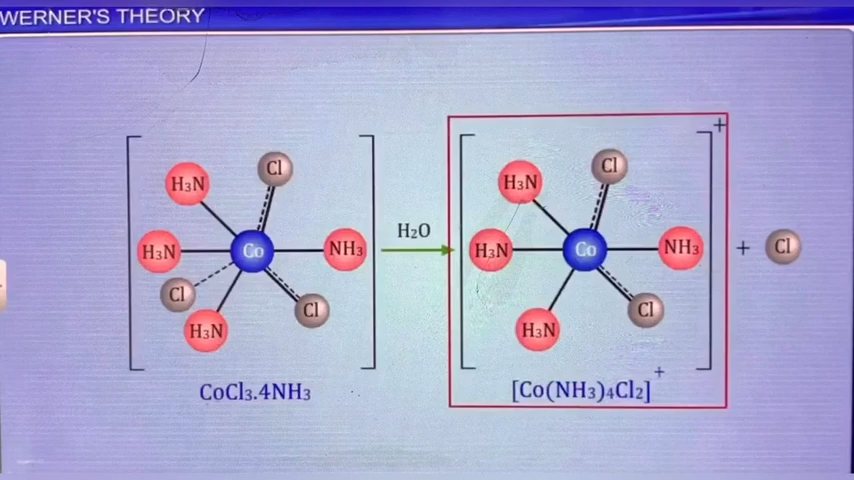 WERNER'S THEORY
Cl
H₃N
H₃N
Co
NH₃
Cl
Cl
H₃N
CoCl₃.4NH₃
H₂O
+
Cl
H₃N
H₃N
Co
NH₃
Cl
H₃N
[Co(NH₃)₄Cl₂]⁺
+
Cl